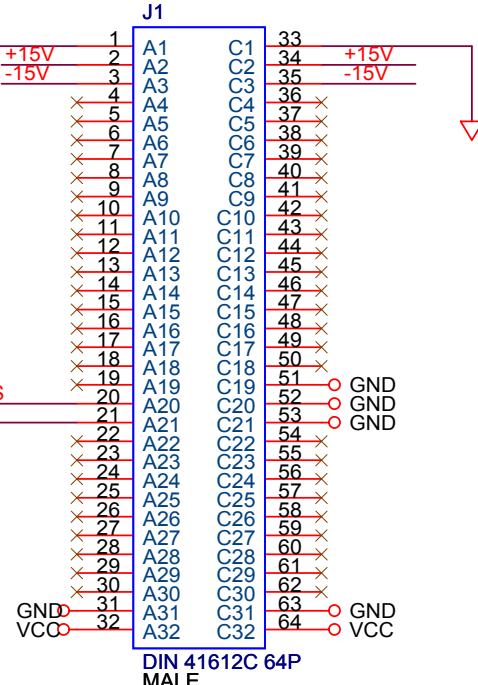 J1
1 A1 C1 33
+15V 2 A2 C2 34 +15V
-15V 3 A3 C3 35 -15V
4 A4 C4 36
5 A5 C5 37
6 A6 C6 38
7 A7 C7 39
8 A8 C8 40
9 A9 C9 41
10 A10 C10 42
11 A11 C11 43
12 A12 C12 44
13 A13 C13 45
14 A14 C14 46
15 A15 C15 47
16 A16 C16 48
17 A17 C17 49
18 A18 C18 50
19 A19 C19 51 GND
S 20 A20 C20 52 GND
21 A21 C21 53 GND
22 A22 C22 54
23 A23 C23 55
24 A24 C24 56
25 A25 C25 57
26 A26 C26 58
27 A27 C27 59
28 A28 C28 60
29 A29 C29 61
30 A30 C30 62
GND 31 A31 C31 63 GND
VCC 32 A32 C32 64 VCC
DIN 41612C 64P
MALE